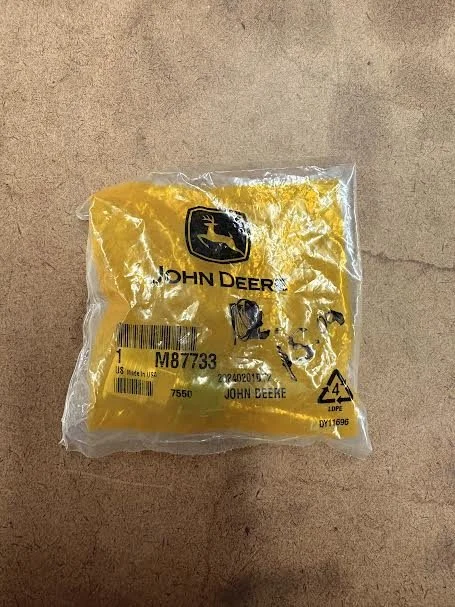 JOHN DEERE
1 M87733
US Made in USA
7550 JOHN DEERE
4
LDPE
DY11696